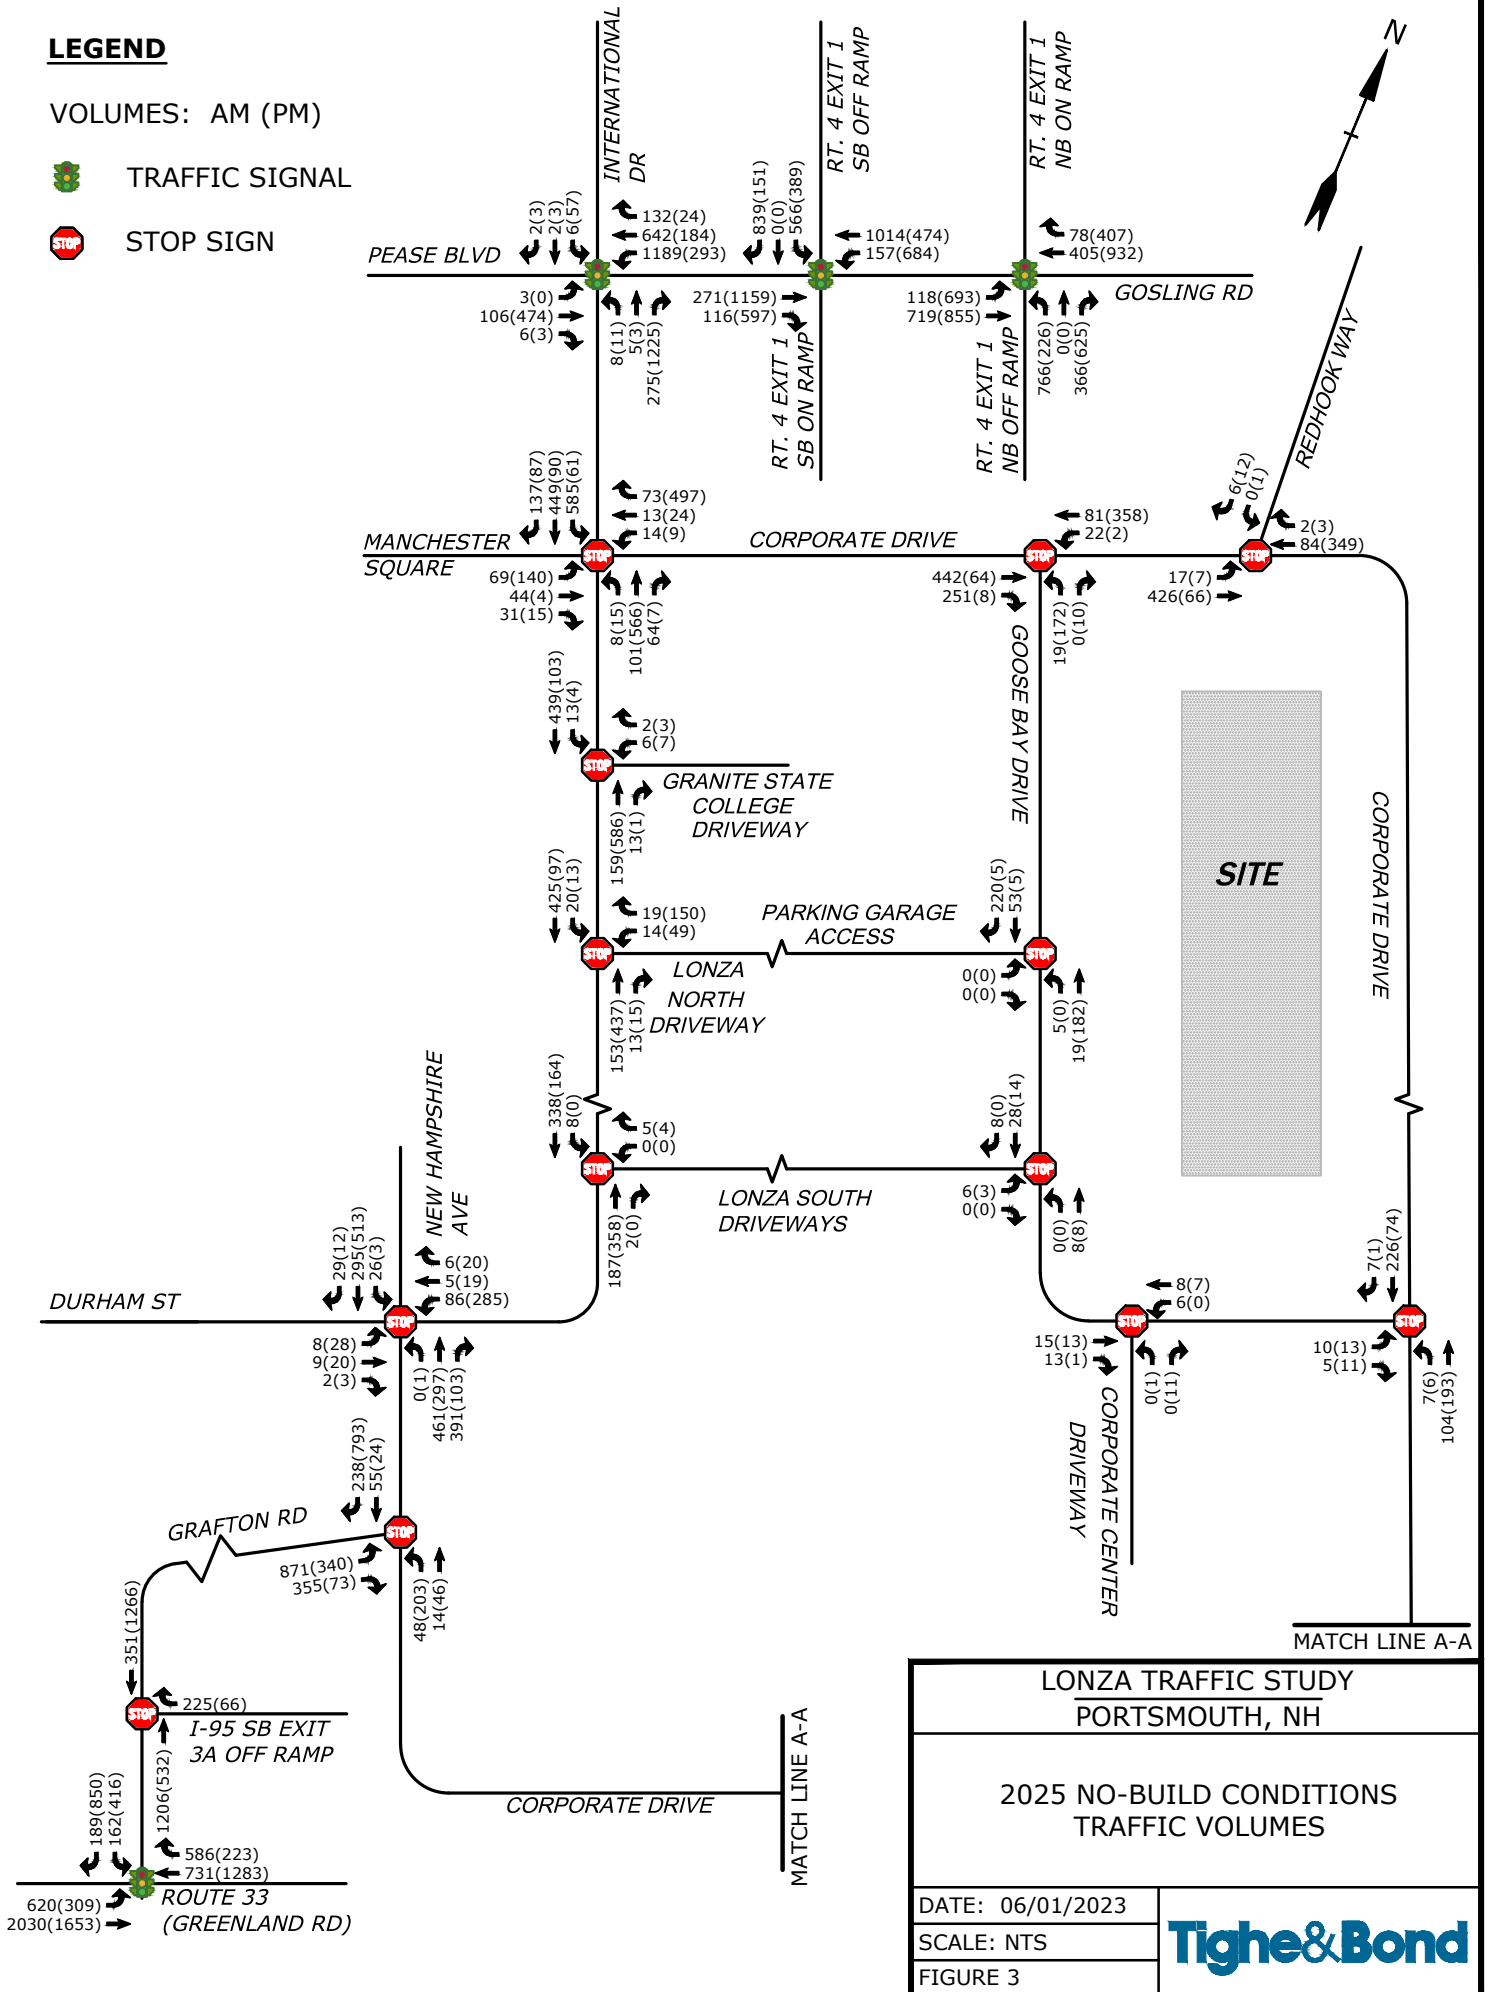 LEGEND
VOLUMES: AM (PM)
TRAFFIC SIGNAL
STOP SIGN
INTERNATIONAL
DR
RT. 4 EXIT 1
SB OFF RAMP
RT. 4 EXIT 1
NB ON RAMP
N
PEASE BLVD
2(3)
2(3)
6(57)
132(24)
642(184)
1189(293)
3(0)
106(474)
6(3)
8(11)
5(3)
275(1225)
839(151)
0(0)
566(389)
1014(474)
157(684)
271(1159)
116(597)
RT. 4 EXIT 1
SB ON RAMP
78(407)
405(932)
118(693)
719(855)
766(226)
0(0)
366(625)
RT. 4 EXIT 1
NB OFF RAMP
GOSLING RD
REDHOOK WAY
MANCHESTER
SQUARE
137(87)
449(90)
585(61)
73(497)
13(24)
14(9)
69(140)
44(4)
31(15)
8(15)
101(566)
64(7)
STOP
CORPORATE DRIVE
81(358)
22(2)
442(64)
251(8)
19(172)
0(10)
STOP
6(12)
0(1)
2(3)
84(349)
17(7)
426(66)
STOP
GOOSE BAY DRIVE
439(103)
13(4)
2(3)
6(7)
159(586)
13(1)
STOP
GRANITE STATE
COLLEGE
DRIVEWAY
SITE
CORPORATE DRIVE
425(97)
20(13)
19(150)
14(49)
153(437)
13(15)
STOP
LONZA
NORTH
DRIVEWAY
PARKING GARAGE
ACCESS
220(5)
53(5)
0(0)
0(0)
5(0)
19(182)
STOP
338(164)
8(0)
5(4)
0(0)
187(358)
2(0)
STOP
LONZA SOUTH
DRIVEWAYS
8(0)
28(14)
6(3)
0(0)
0(0)
8(8)
STOP
NEW HAMPSHIRE
AVE
DURHAM ST
29(12)
295(513)
26(3)
6(20)
5(19)
86(285)
8(28)
9(20)
2(3)
0(1)
461(297)
391(103)
STOP
8(7)
6(0)
15(13)
13(1)
0(1)
0(11)
STOP
CORPORATE CENTER
DRIVEWAY
7(1)
226(74)
10(13)
5(11)
7(6)
104(193)
STOP
MATCH LINE A-A
GRAFTON RD
238(793)
55(24)
871(340)
355(73)
48(203)
14(46)
STOP
351(1266)
225(66)
1206(532)
STOP
I-95 SB EXIT
3A OFF RAMP
189(850)
162(416)
586(223)
731(1283)
620(309)
2030(1653)
ROUTE 33
(GREENLAND RD)
CORPORATE DRIVE
MATCH LINE A-A
LONZA TRAFFIC STUDY
PORTSMOUTH, NH
2025 NO-BUILD CONDITIONS
TRAFFIC VOLUMES
DATE: 06/01/2023
SCALE: NTS
FIGURE 3
Tighe&Bond